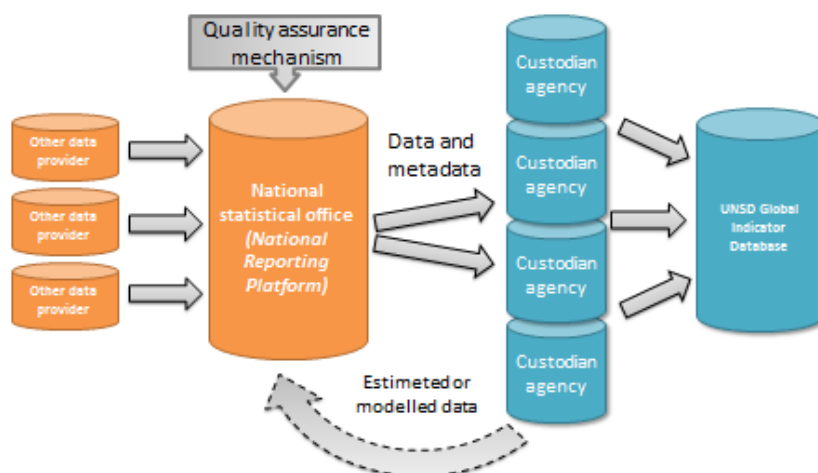 Quality assurance
mechanism
Other data
provider
Other data
provider
Other data
provider
National
statistical office
(National
Reporting
Platform)
Data and
metadata
Custodian
agency
Custodian
agency
Custodian
agency
Custodian
agency
UNSD Global
Indicator
Database
Estimeted or
modelled data